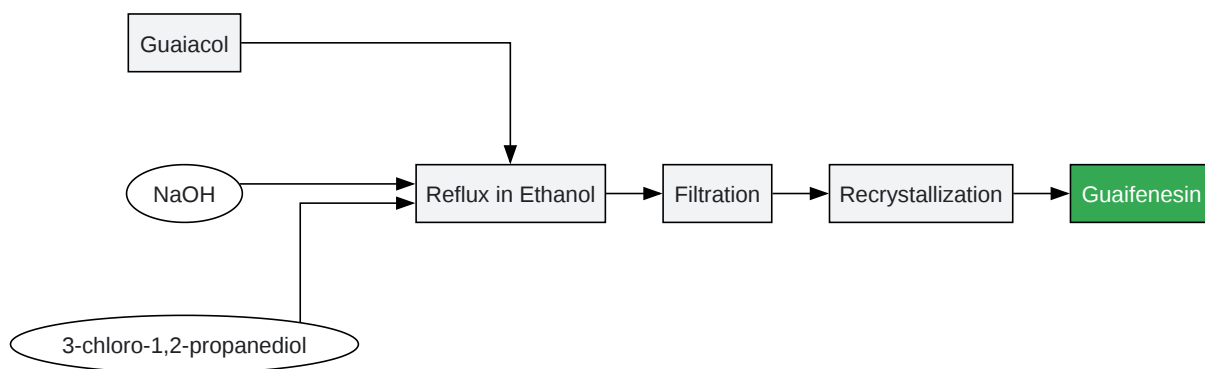 Guaiacol
NaOH
Reflux in Ethanol
Filtration
Recrystallization
Guaifenesin
3-chloro-1,2-propanediol